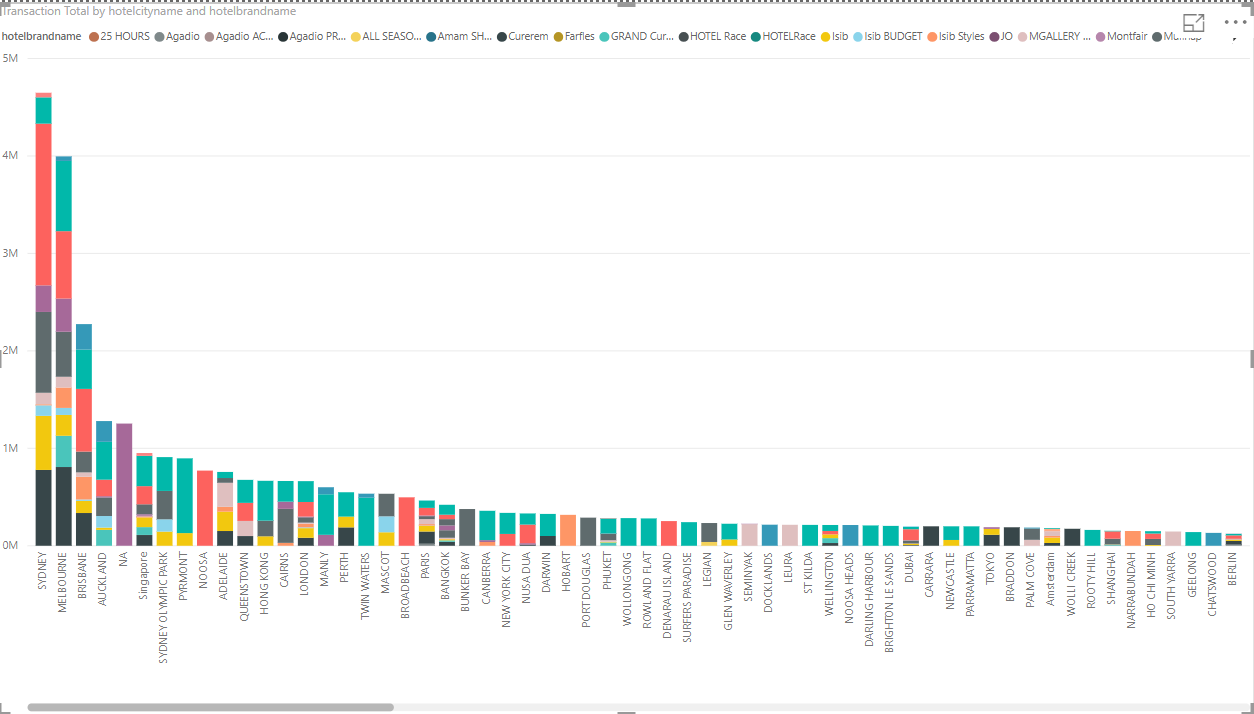 Transaction Total by hotelcityname and hotelbrandname
hotelbrandname 25 HOURS Agadio Agadio AC... Agadio PR... ALL SEASO... Amam SH... Curerem Farfies GRAND Cur... HOTEL Race HOTELRace Isib Isib BUDGET Isib Styles JO MGALLERY ... Montfair
5M
4M
3M
2M
1M
0M
SYDNEY
MELBOURNE
BRISBANE
AUCKLAND
NA
Singapore
SYDNEY OLYMPIC PARK
PYRMONT
NOOSA
ADELAIDE
QUEENSTOWN
HONG KONG
CAIRNS
LONDON
MANLY
PERTH
TWIN WATERS
MASCOT
BROADBEACH
PARIS
BANGKOK
BUNKER BAY
CANBERRA
NEW YORK CITY
NUSA DUA
DARWIN
HOBART
PORT DOUGLAS
PHUKET
WOLLONGONG
ROWLAND FLAT
DENARAU ISLAND
SURFERS PARADISE
LEGIAN
GLEN WAVERLEY
SEMINYAK
DOCKLANDS
LEURA
ST KILDA
WELLINGTON
NOOSA HEADS
DARLING HARBOUR
BRIGHTON LE SANDS
DUBAI
CARRARA
NEWCASTLE
PARRAMATTA
TOKYO
BRADDON
PALM COVE
Amsterdam
WOLLI CREEK
ROOTY HILL
SHANGHAI
NARRABUNDAH
HO CHI MINH
SOUTH YARRA
GEELONG
CHATSWOOD
BERLIN